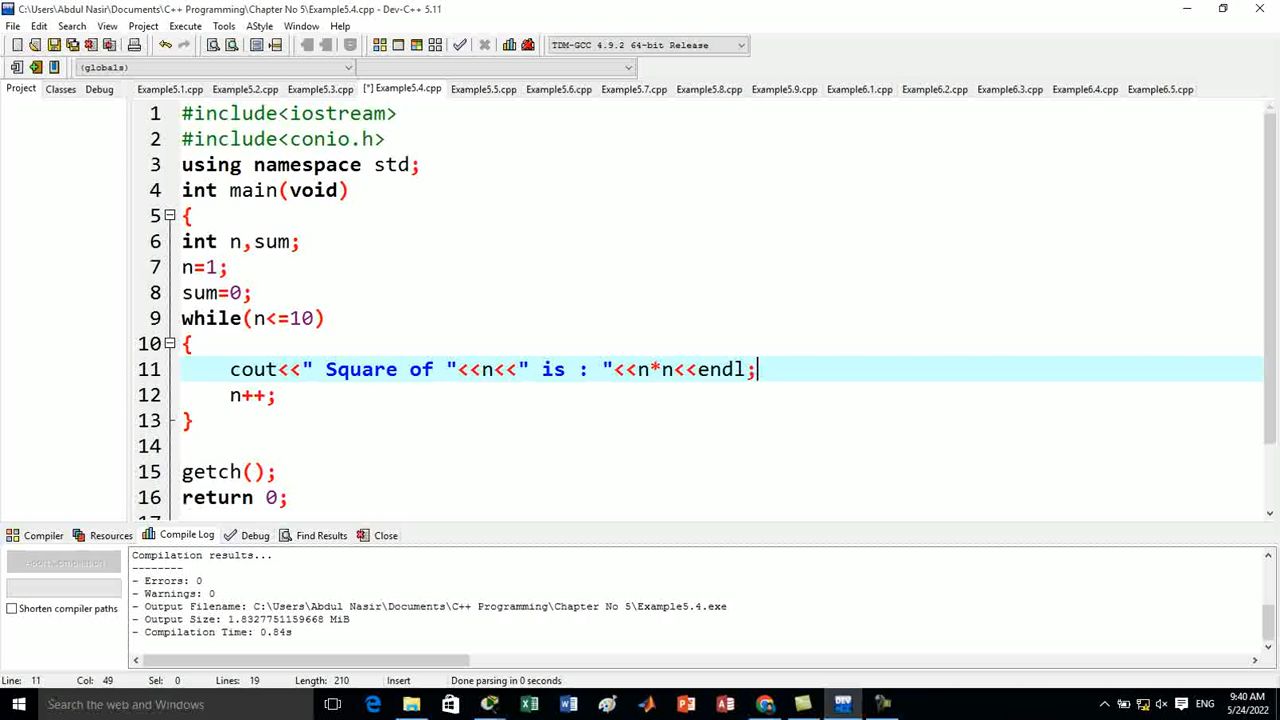 C:\Users\Abdul Nasir\Documents\C++ Programming\Chapter No 5\Example5.4.cpp - Dev-C++ 5.11
File Edit Search View Project Execute Tools AStyle Window Help
TDM-GCC 4.9.2 64-bit Release
(globals)
Project Classes Debug Example5.1.cpp Example5.2.cpp Example5.3.cpp [*] Example5.4.cpp Example5.5.cpp Example5.6.cpp Example5.7.cpp Example5.8.cpp Example5.9.cpp Example6.1.cpp Example6.2.cpp Example6.3.cpp Example6.4.cpp Example6.5.cpp
1 #include<iostream>
2 #include<conio.h>
3 using namespace std;
4 int main(void)
5 {
6 int n,sum;
7 n=1;
8 sum=0;
9 while(n<=10)
10 {
11 cout<<" Square of "<<n<<" is : "<<n*n<<endl;
12 n++;
13 }
14
15 getch();
16 return 0;
17
Compiler Resources Compile Log Debug Find Results Close
Abort Compilation
Shorten compiler paths
Compilation results...
--------
- Errors: 0
- Warnings: 0
- Output Filename: C:\Users\Abdul Nasir\Documents\C++ Programming\Chapter No 5\Example5.4.exe
- Output Size: 1.8327751159668 MiB
- Compilation Time: 0.84s
Line: 11 Col: 49 Sel: 0 Lines: 19 Length: 210 Insert Done parsing in 0 seconds
Search the web and Windows
DEV
ENG
9:40 AM
5/24/2022